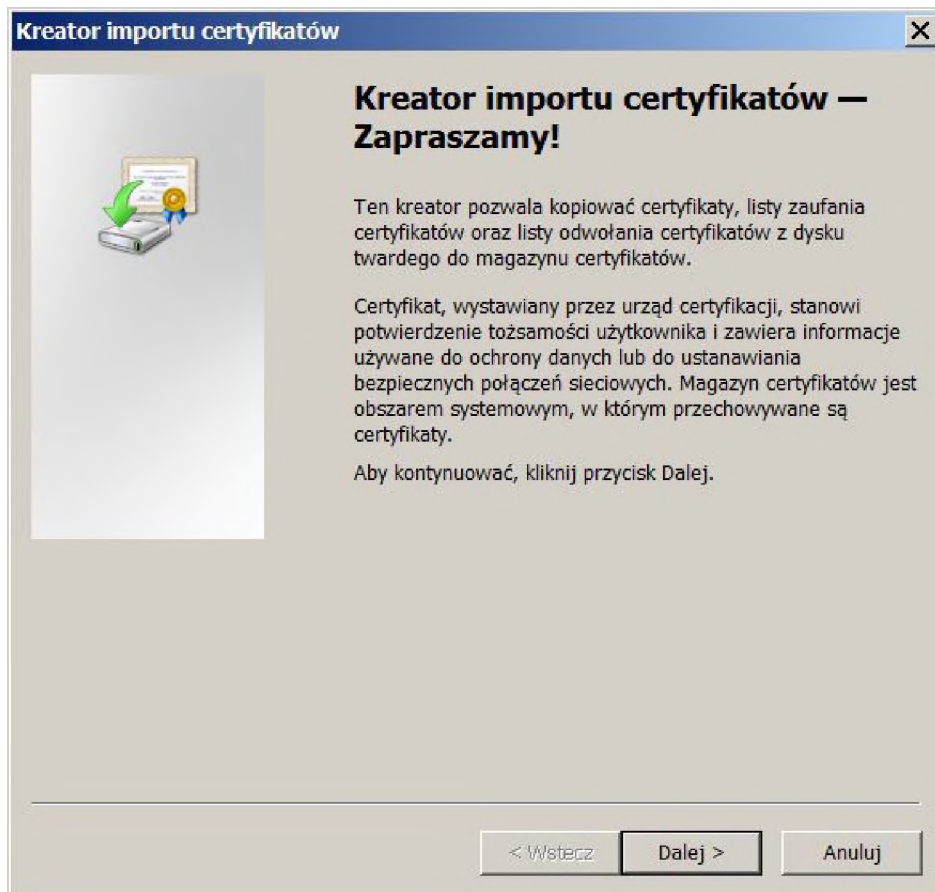 Kreator importu certyfikatów
Kreator importu certyfikatów —
Zapraszamy!
Ten kreator pozwala kopiować certyfikaty, listy zaufania
certyfikatów oraz listy odwołania certyfikatów z dysku
twardego do magazynu certyfikatów.
Certyfikat, wystawiany przez urząd certyfikacji, stanowi
potwierdzenie tożsamości użytkownika i zawiera informacje
używane do ochrony danych lub do ustanawiania
bezpiecznych połączeń sieciowych. Magazyn certyfikatów jest
obszarem systemowym, w którym przechowywane są
certyfikaty.
Aby kontynuować, kliknij przycisk Dalej.
< Wstecz
Dalej >
Anuluj